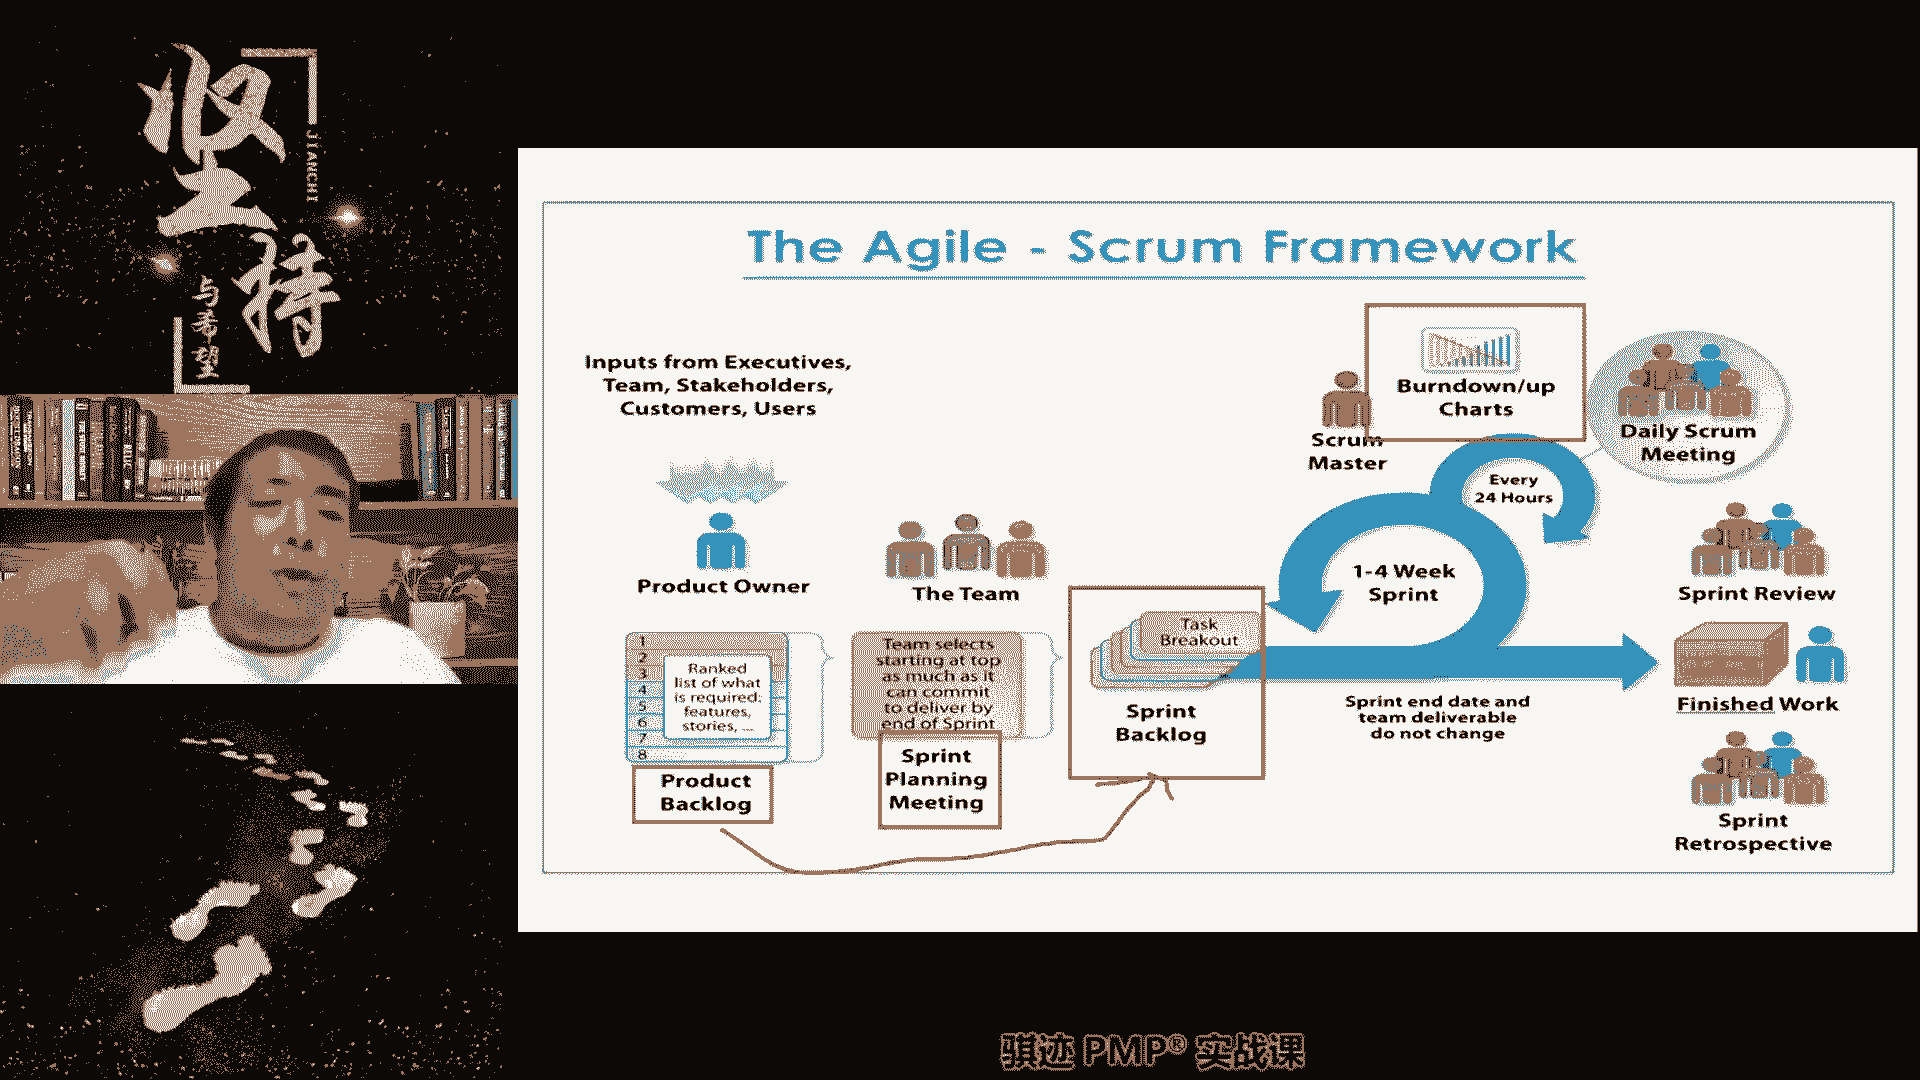 坚
持
JIANCHI
与希望
The Agile - Scrum Framework
Inputs from Executives,
Team, Stakeholders,
Customers, Users
Product Owner
The Team
1
2
3
4
5
6
7
8
Ranked
list of what
is required:
features,
stories, ...
Product
Backlog
Team selects
starting at top
as much as it
can commit
to deliver by
end of Sprint
Sprint
Planning
Meeting
Task
Breakout
Sprint
Backlog
Scrum
Master
Burndown/up
Charts
Daily Scrum
Meeting
Every
24 Hours
1-4 Week
Sprint
Sprint end date and
team deliverable
do not change
Sprint Review
Finished Work
Sprint
Retrospective
骐迹 PMP® 实战课